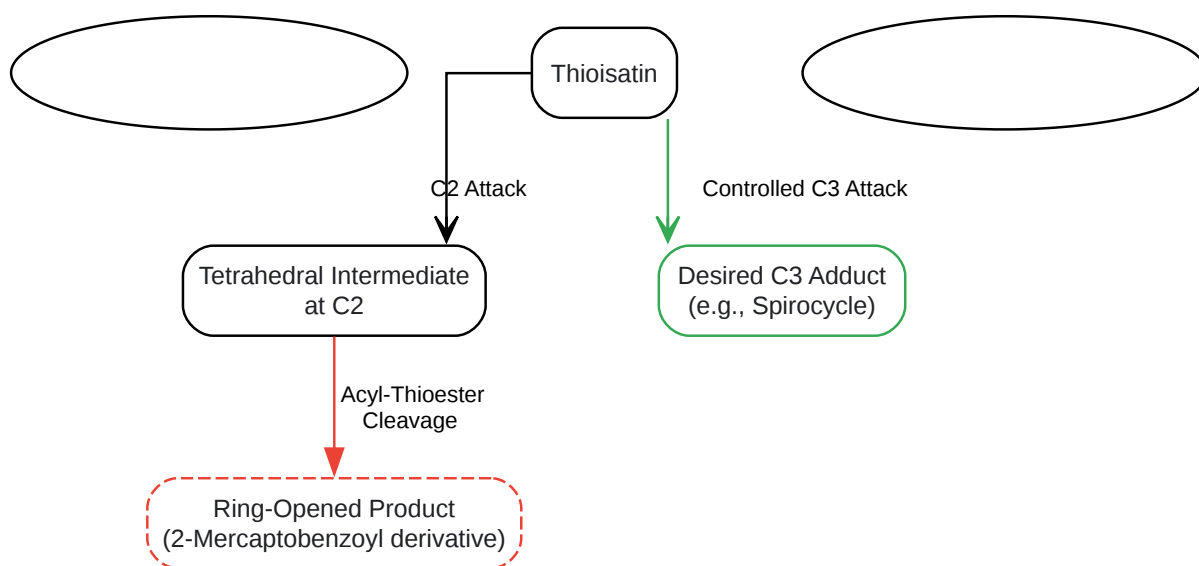 Thioisatin
C2 Attack
Controlled C3 Attack
Tetrahedral Intermediate
at C2
Desired C3 Adduct
(e.g., Spirocycle)
Acyl-Thioester
Cleavage
Ring-Opened Product
(2-Mercaptobenzoyl derivative)